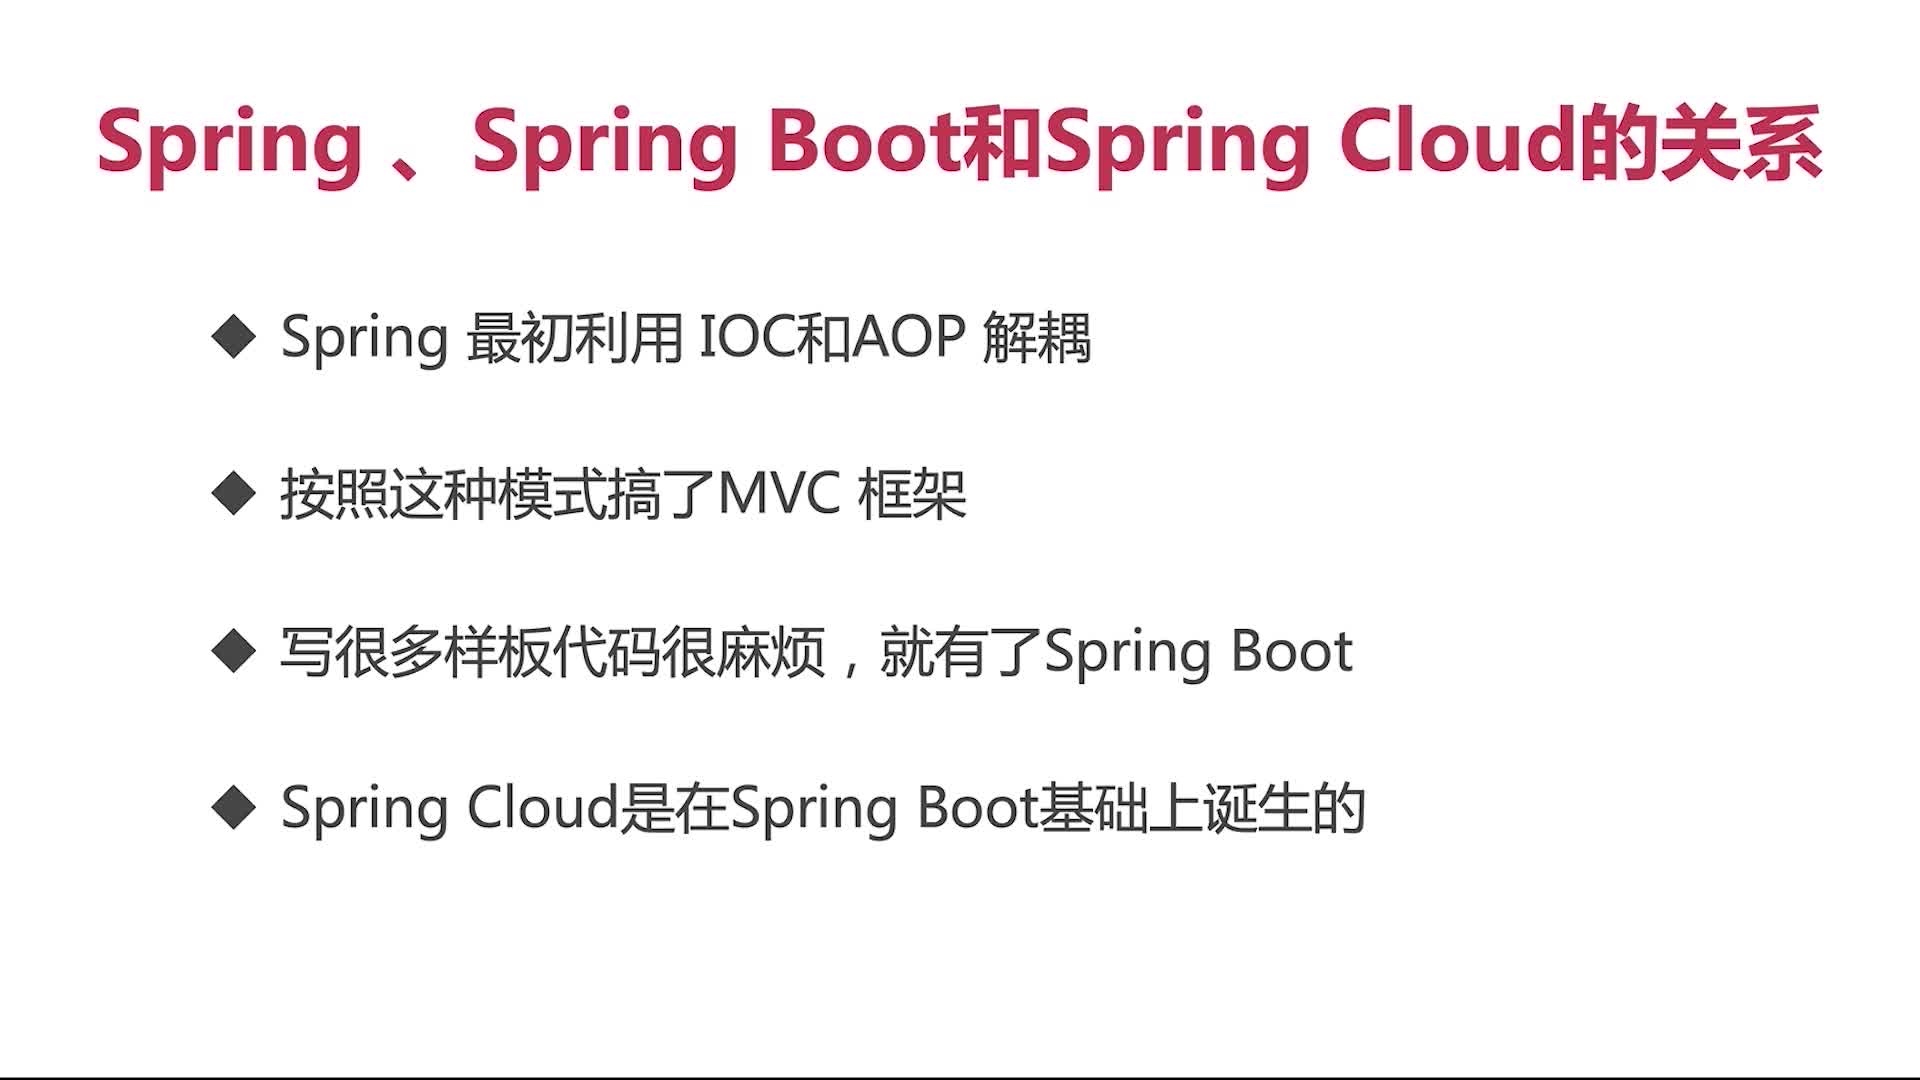 Spring 、Spring Boot和Spring Cloud的关系
◆ Spring 最初利用 IOC和AOP 解耦
◆ 按照这种模式搞了MVC 框架
◆ 写很多样板代码很麻烦，就有了Spring Boot
◆ Spring Cloud是在Spring Boot基础上诞生的